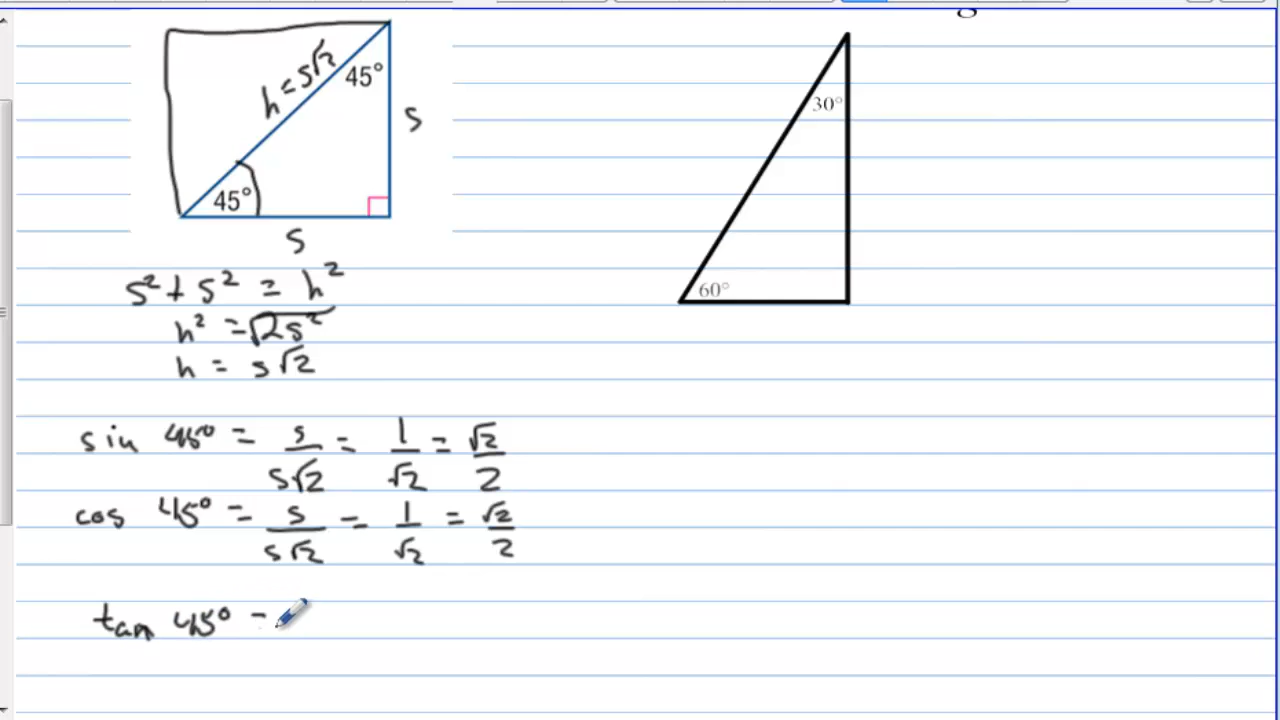 h = s√2
45°
s
45°
s
s² + s² = h²
h² = √2s²
h = s√2
sin 45° = s/s√2 = 1/√2 = √2/2
cos 45° = s/s√2 = 1/√2 = √2/2
tan 45° =
30°
60°